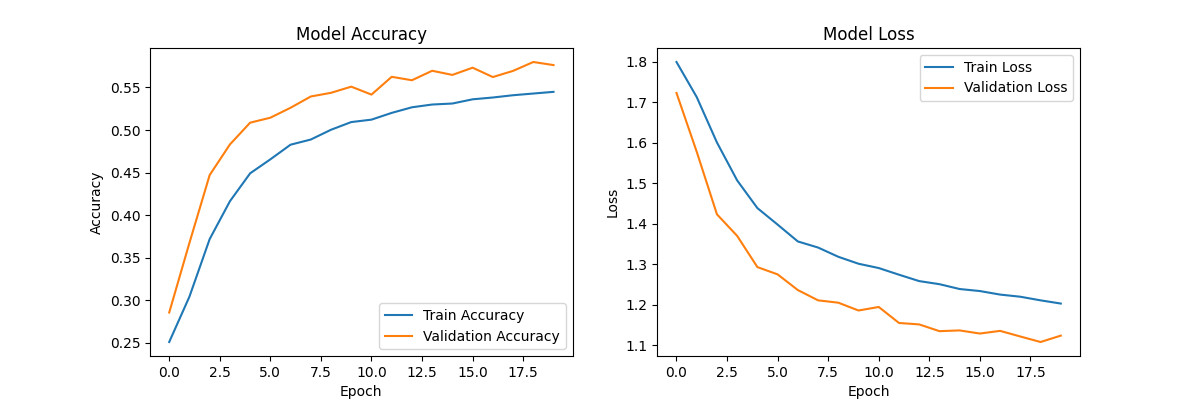 Model Accuracy
Accuracy
0.55
0.50
0.45
0.40
0.35
0.30
0.25
Train Accuracy
Validation Accuracy
0.0 2.5 5.0 7.5 10.0 12.5 15.0 17.5
Epoch
Model Loss
Loss
1.8
1.7
1.6
1.5
1.4
1.3
1.2
1.1
Train Loss
Validation Loss
0.0 2.5 5.0 7.5 10.0 12.5 15.0 17.5
Epoch